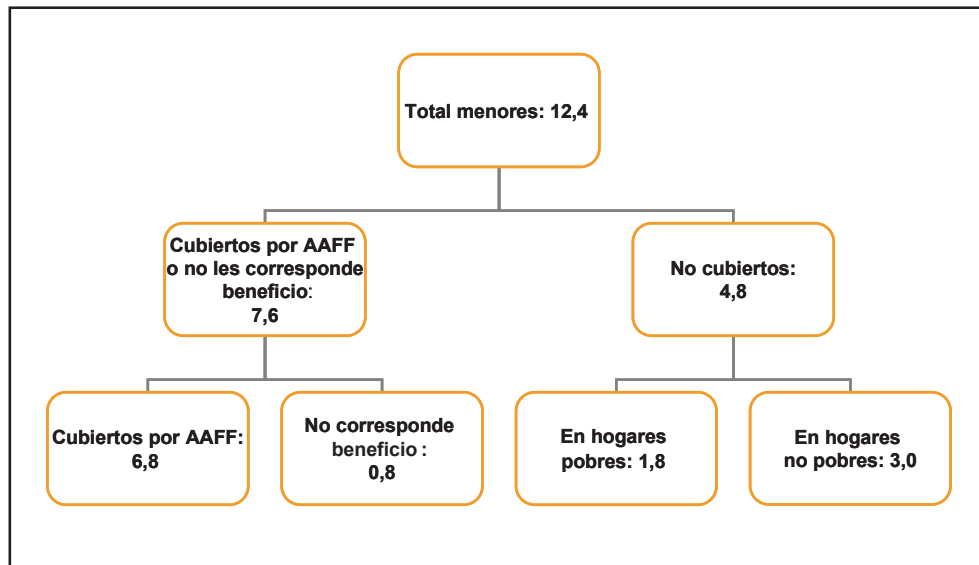 Total menores: 12,4
Cubiertos por AAFF
o no les corresponde
beneficio:
7,6
No cubiertos:
4,8
Cubiertos por AAFF:
6,8
No corresponde
beneficio :
0,8
En hogares
pobres: 1,8
En hogares
no pobres: 3,0